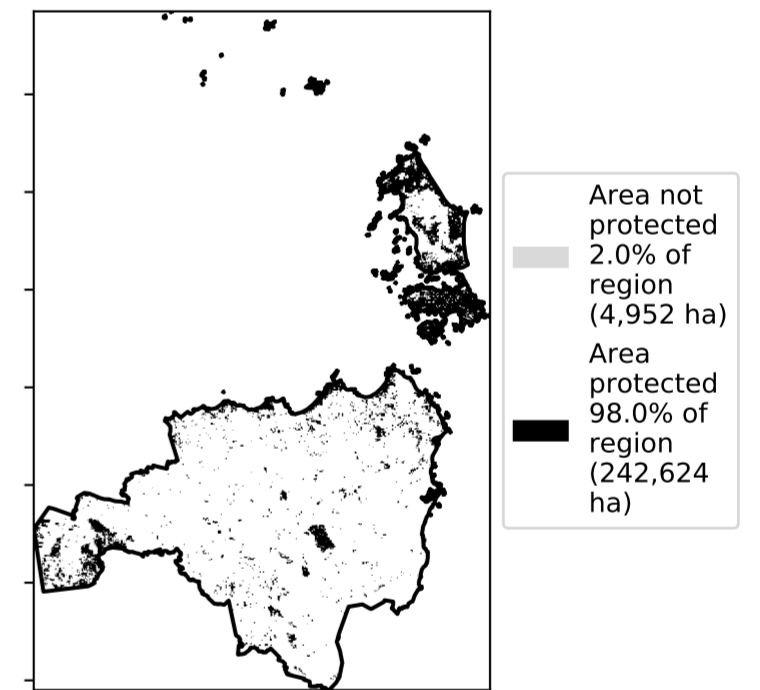 Area not
protected
2.0% of
region
(4,952 ha)
Area
protected
98.0% of
region
(242,624
ha)